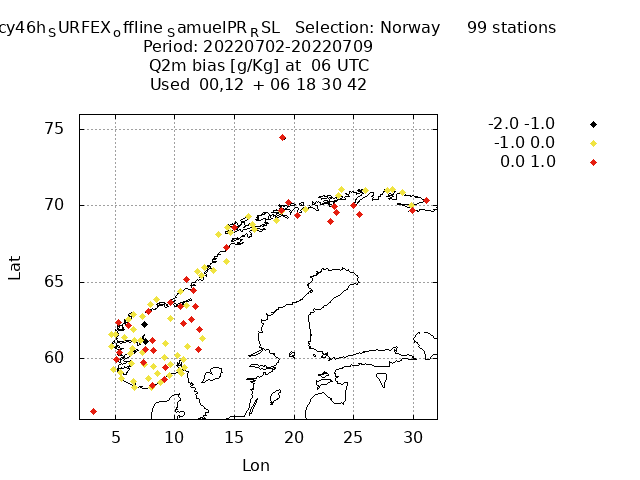 cy46hSURFEXoffline SamuelPRRSL Selection: Norway 99 stations
Period: 20220702-20220709
Q2m bias [g/Kg] at 06 UTC
Used 00,12 + 06 18 30 42
-2.0 -1.0
-1.0 0.0
0.0 1.0
75
70
65
60
Lat
5 10 15 20 25 30
Lon